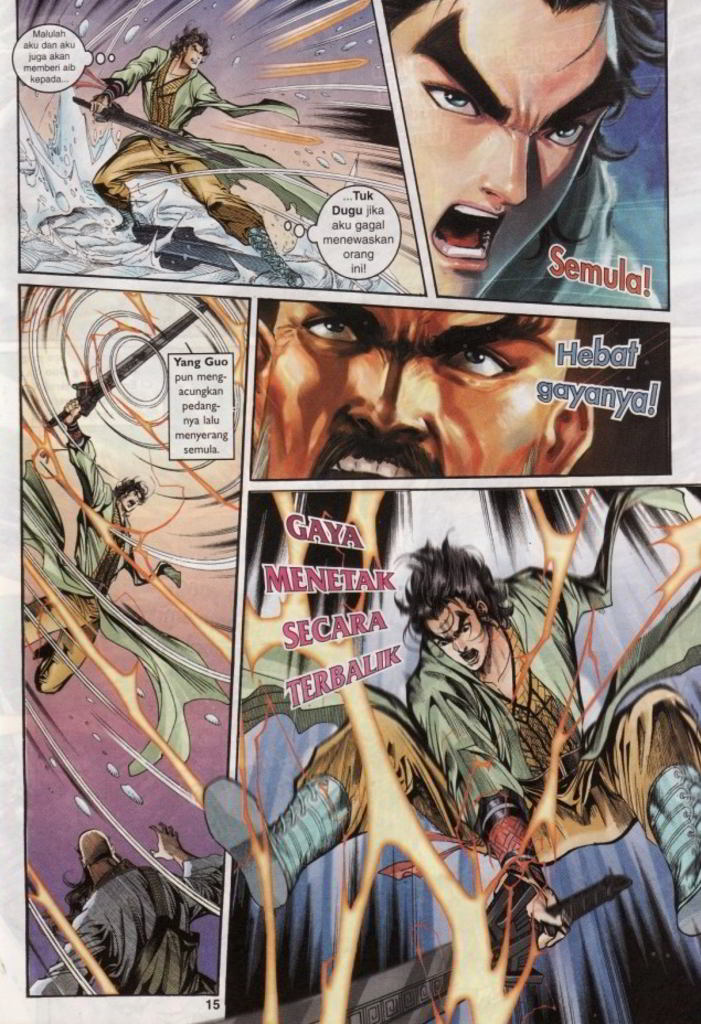 Malulah
aku dan aku
juga akan
memberi aib
kepada...
...Tuk
Dugu jika
aku gagal
menewaskan
orang
ini!
Semula!
Yang Guo
pun meng-
acungkan
pedang-
nya lalu
menyerang
semula.
Hebat
gayanya!
GAYA
MENETAK
SECARA
TERBALIK
15